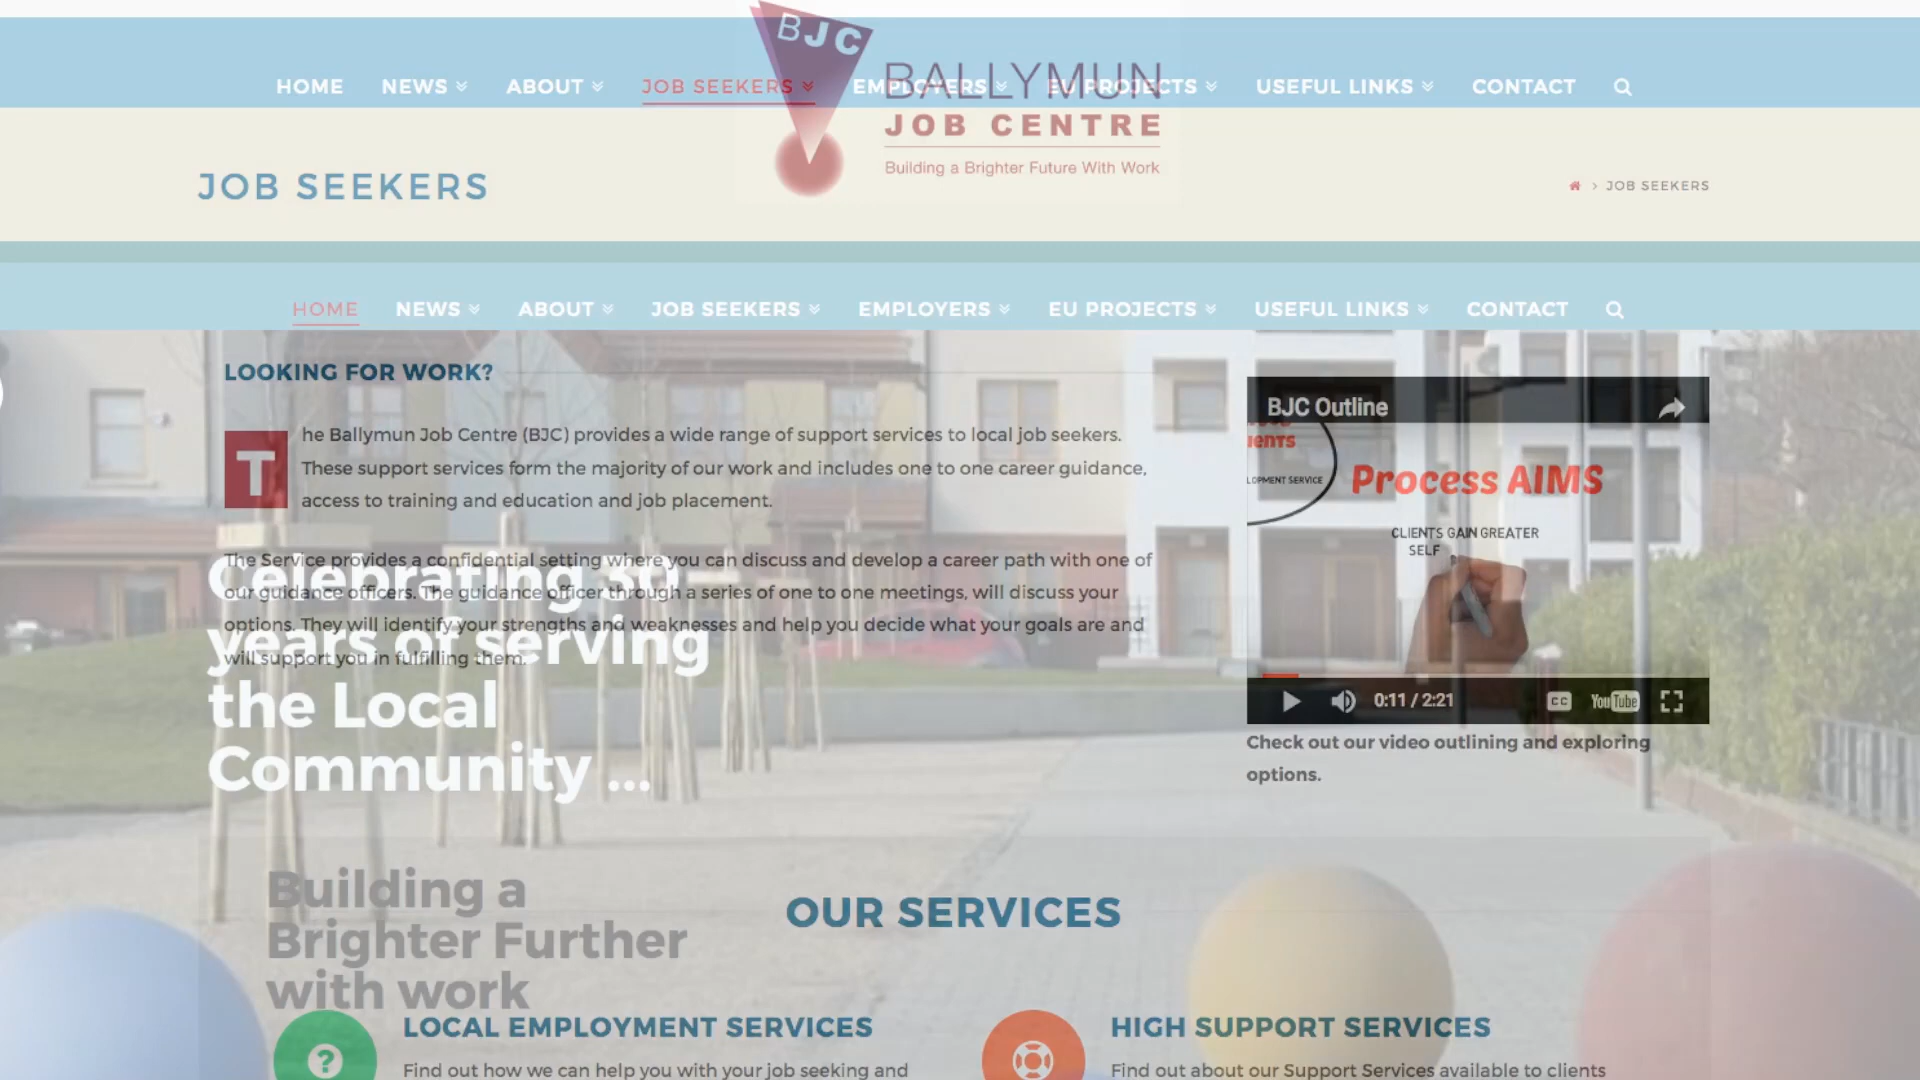 BJC
HOME NEWS ABOUT JOB SEEKERS EMPLOYERS EU PROJECTS USEFUL LINKS CONTACT
BALLYMUN
JOB CENTRE
Building a Brighter Future With Work
JOB SEEKERS
JOB SEEKERS
HOME NEWS ABOUT JOB SEEKERS EMPLOYERS EU PROJECTS USEFUL LINKS CONTACT
LOOKING FOR WORK?
The Ballymun Job Centre (BJC) provides a wide range of support services to local job seekers.
These support services form the majority of our work and includes one to one career guidance,
access to training and education and job placement.
The Service provides a confidential setting where you can discuss and develop a career path with one of
our guidance officers. The guidance officer through a series of one to one meetings, will discuss your
options. They will identify your strengths and weaknesses and help you decide what your goals are and
will support you in fulfilling them.
BJC Outline
IENTS
LOPMENT SERVICE
Process AIMS
CLIENTS GAIN GREATER
SELF
0:11 / 2:21
CC
YouTube
Check out our video outlining and exploring
options.
Celebrating 30
years of serving
the Local
Community ...
Building a
Brighter Further
with work
OUR SERVICES
LOCAL EMPLOYMENT SERVICES
Find out how we can help you with your job seeking and
HIGH SUPPORT SERVICES
Find out about our Support Services available to clients